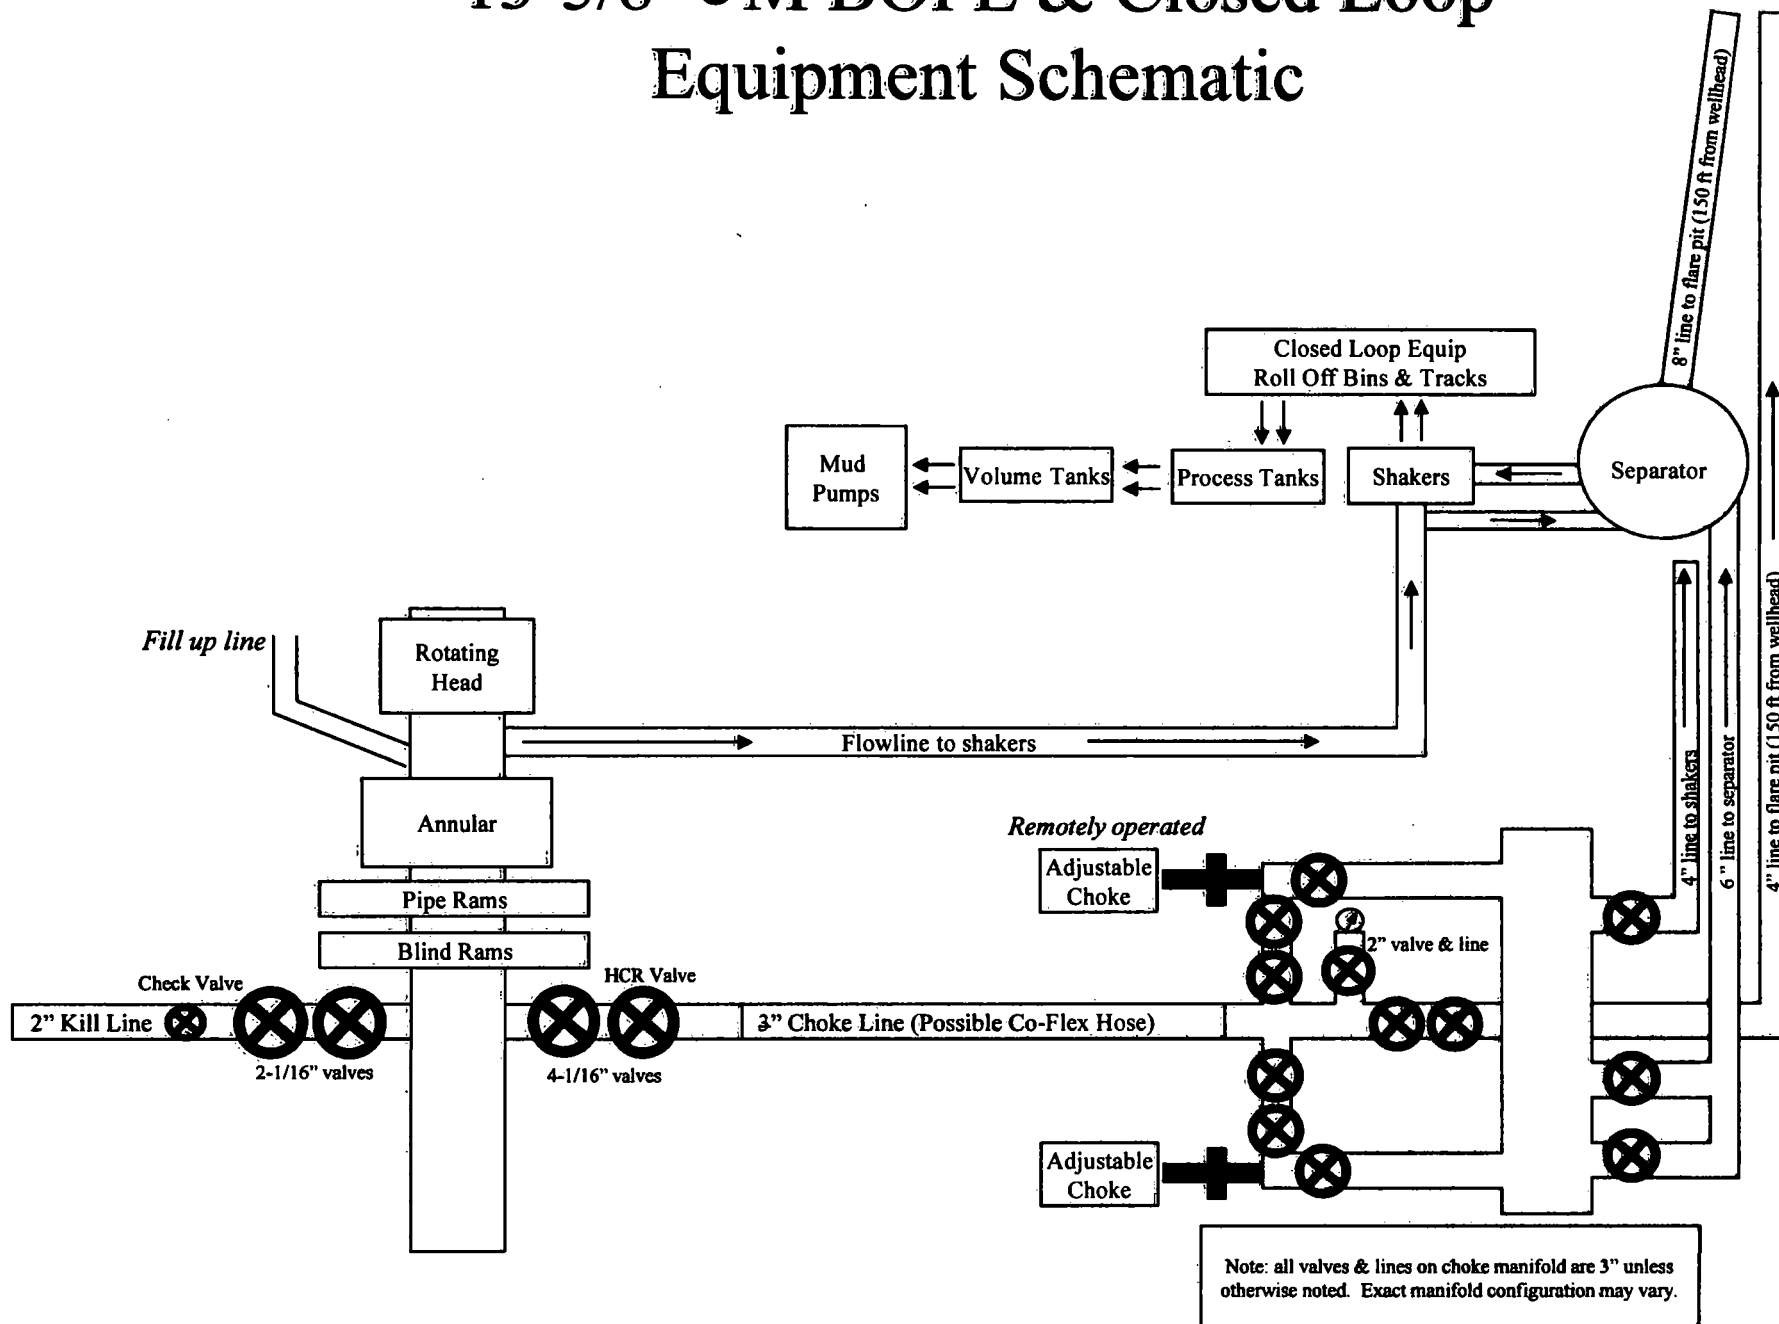 BOPE & Closed Loop
Equipment Schematic
8” line to flare pit (150 ft from wellhead)
Closed Loop Equip
Roll Off Bins & Tracks
Mud
Pumps
Volume Tanks
Process Tanks
Shakers
Separator
Fill up line
Rotating
Head
Flowline to shakers
Annular
Pipe Rams
Blind Rams
Remotely operated
Adjustable
Choke
2” valve & line
4” line to shakers
6” line to separator
4” line to flare pit (150 ft from wellhead)
Check Valve
HCR Valve
2” Kill Line
3” Choke Line (Possible Co-Flex Hose)
2-1/16” valves
4-1/16” valves
Adjustable
Choke
Note: all valves & lines on choke manifold are 3” unless
otherwise noted. Exact manifold configuration may vary.